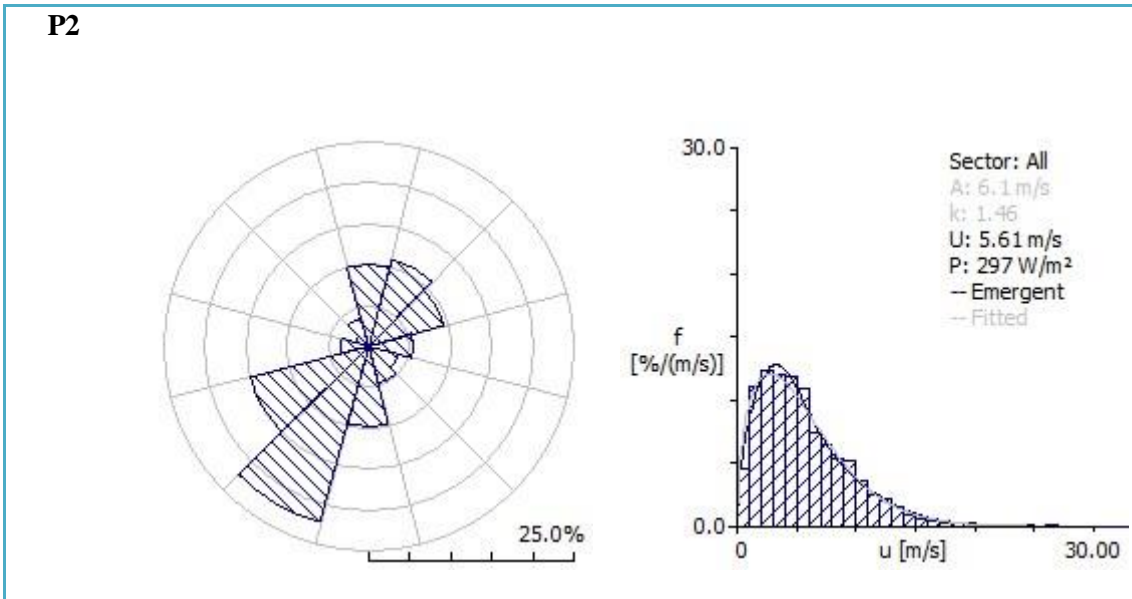 P2
25.0%
30.0
f
[%/(m/s)]
0.0
0
u [m/s]
30.00
Sector: All
A: 6.1 m/s
k: 1.46
U: 5.61 m/s
P: 297 W/m²
-- Emergent
-- Fitted